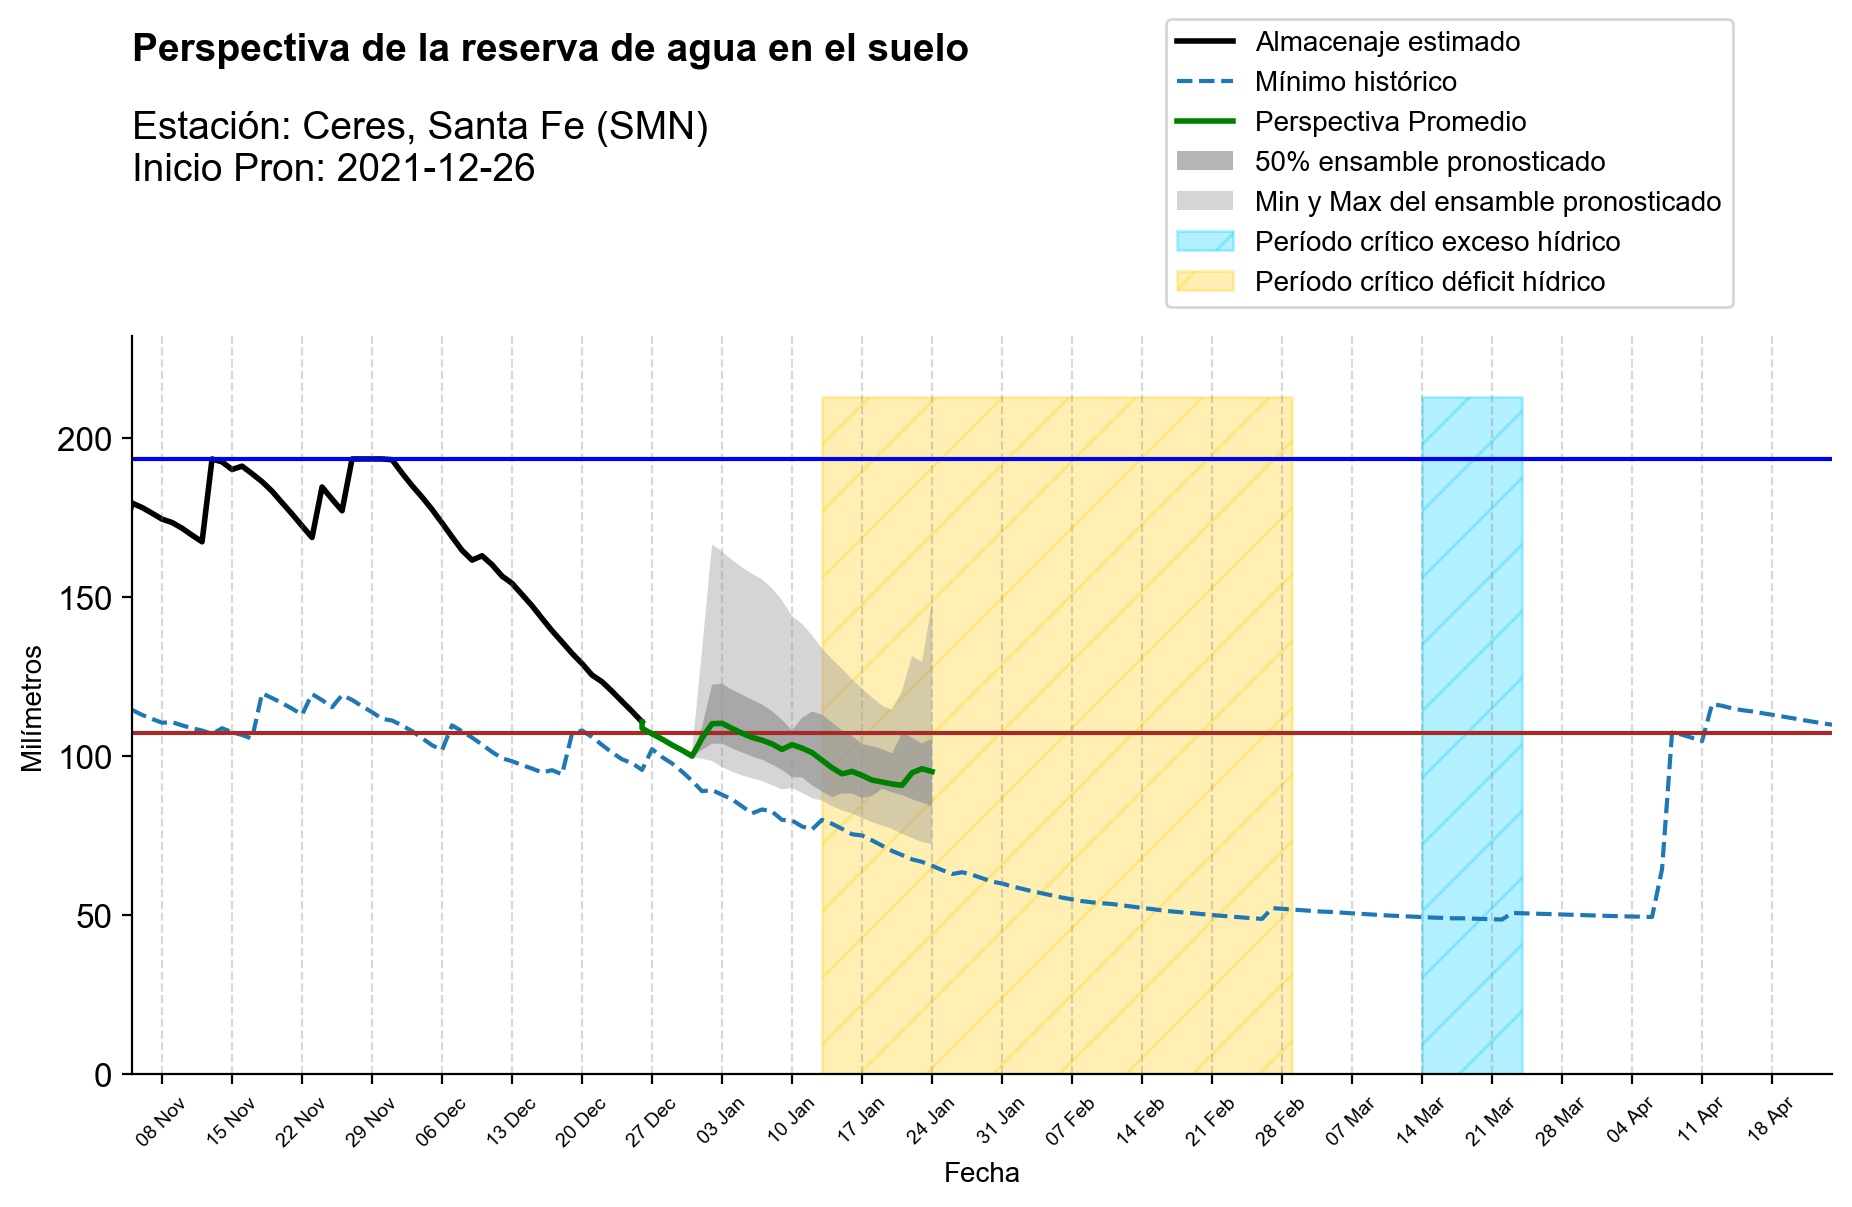 Perspectiva de la reserva de agua en el suelo
Estación: Ceres, Santa Fe (SMN)
Inicio Pron: 2021-12-26
Almacenaje estimado
Mínimo histórico
Perspectiva Promedio
50% ensamble pronosticado
Min y Max del ensamble pronosticado
Período crítico exceso hídrico
Período crítico déficit hídrico
Milímetros
200
150
100
50
0
08 Nov
15 Nov
22 Nov
29 Nov
06 Dec
13 Dec
20 Dec
27 Dec
03 Jan
10 Jan
17 Jan
24 Jan
31 Jan
07 Feb
14 Feb
21 Feb
28 Feb
07 Mar
14 Mar
21 Mar
28 Mar
04 Apr
11 Apr
18 Apr
Fecha